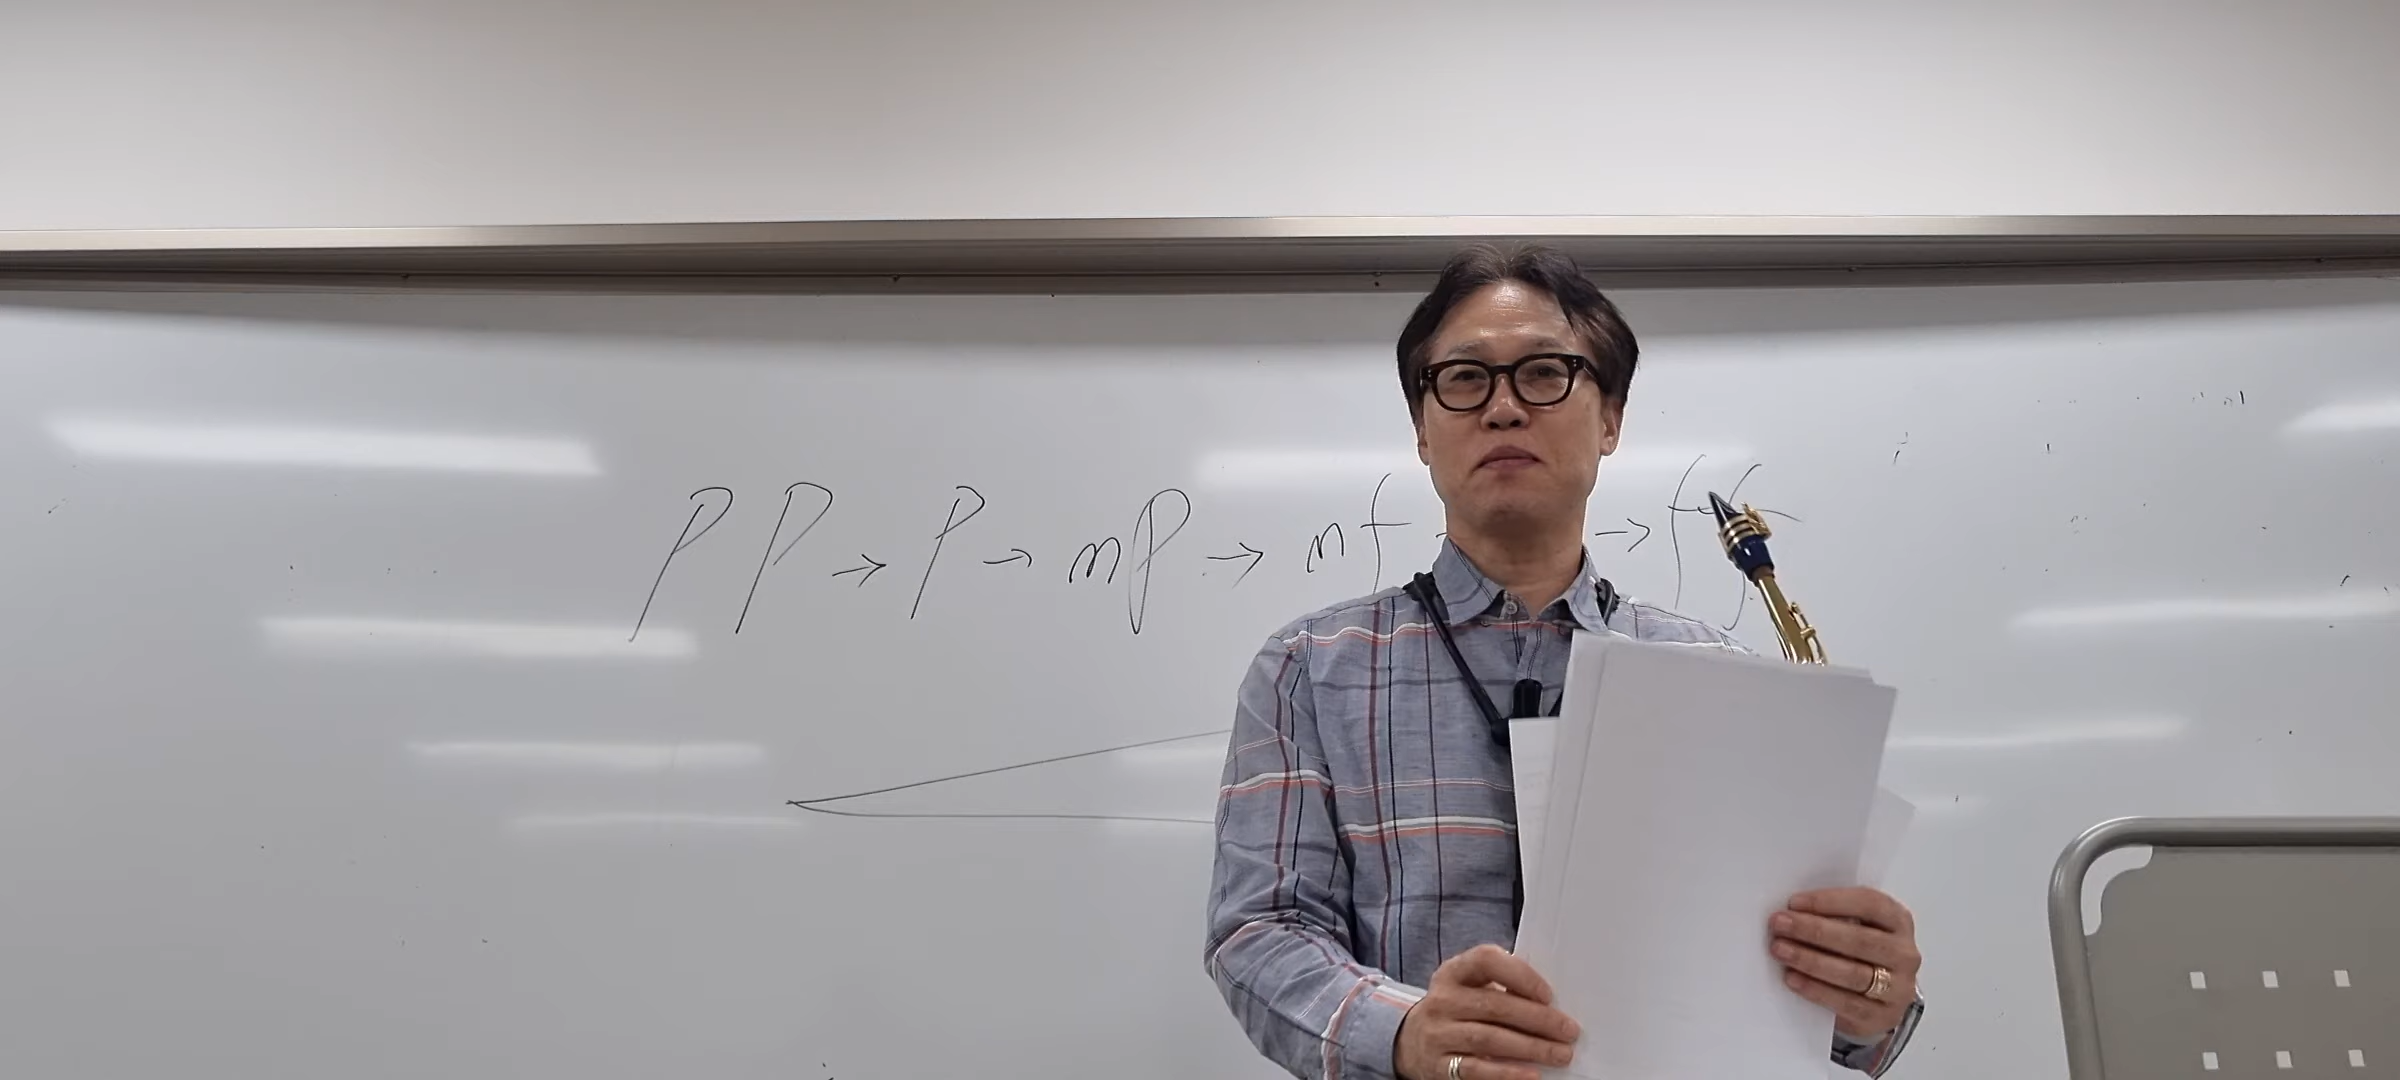 PP → P → mP → mf → ff